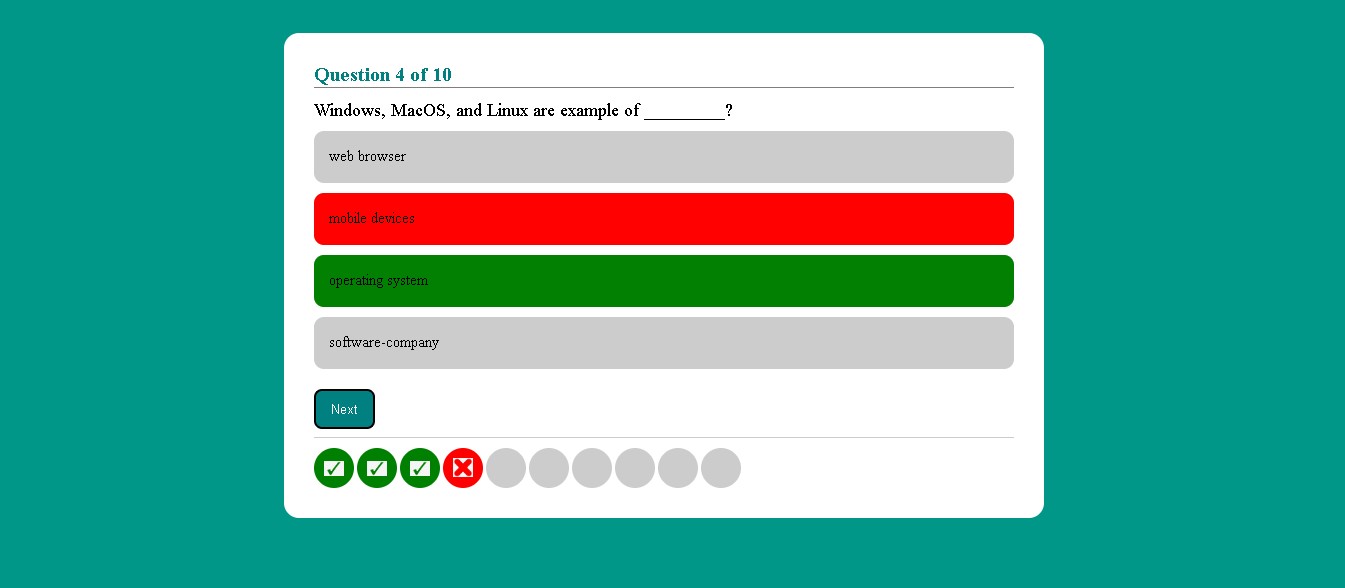 Question 4 of 10
Windows, MacOS, and Linux are example of _________?
web browser
mobile devices
operating system
software-company
Next